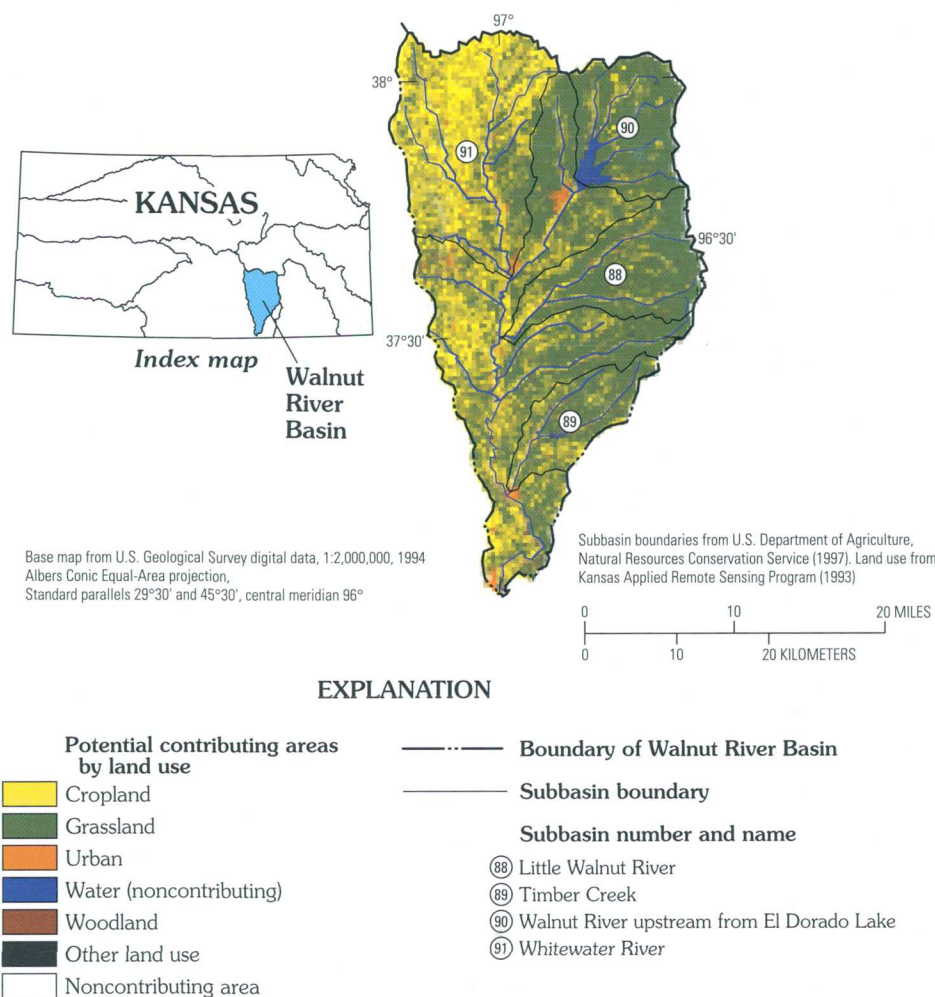 97°
38°
90
91
KANSAS
96°30'
88
37°30'
Index map
Walnut
River
Basin
89
Base map from U.S. Geological Survey digital data, 1:2,000,000, 1994
Albers Conic Equal-Area projection,
Standard parallels 29°30' and 45°30', central meridian 96°
Subbasin boundaries from U.S. Department of Agriculture,
Natural Resources Conservation Service (1997). Land use from
Kansas Applied Remote Sensing Program (1993)
0 10 20 MILES
0 10 20 KILOMETERS
EXPLANATION
Potential contributing areas
by land use
Cropland
Grassland
Urban
Water (noncontributing)
Woodland
Other land use
Noncontributing area
Boundary of Walnut River Basin
Subbasin boundary
Subbasin number and name
88 Little Walnut River
89 Timber Creek
90 Walnut River upstream from El Dorado Lake
91 Whitewater River